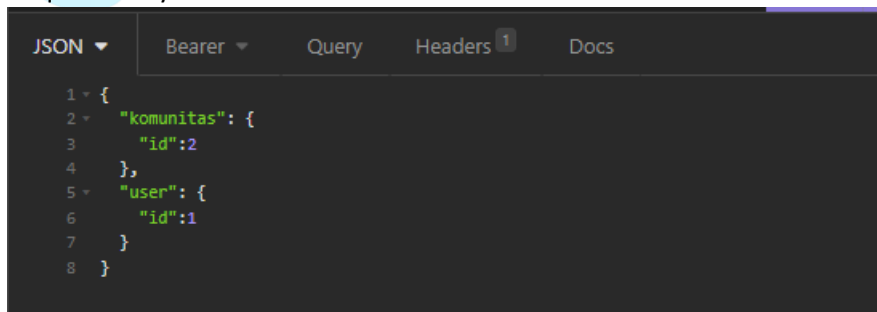 JSON Bearer Query Headers 1 Docs
1 {
2 "komunitas": {
3 "id":2
4 },
5 "user": {
6 "id":1
7 }
8 }